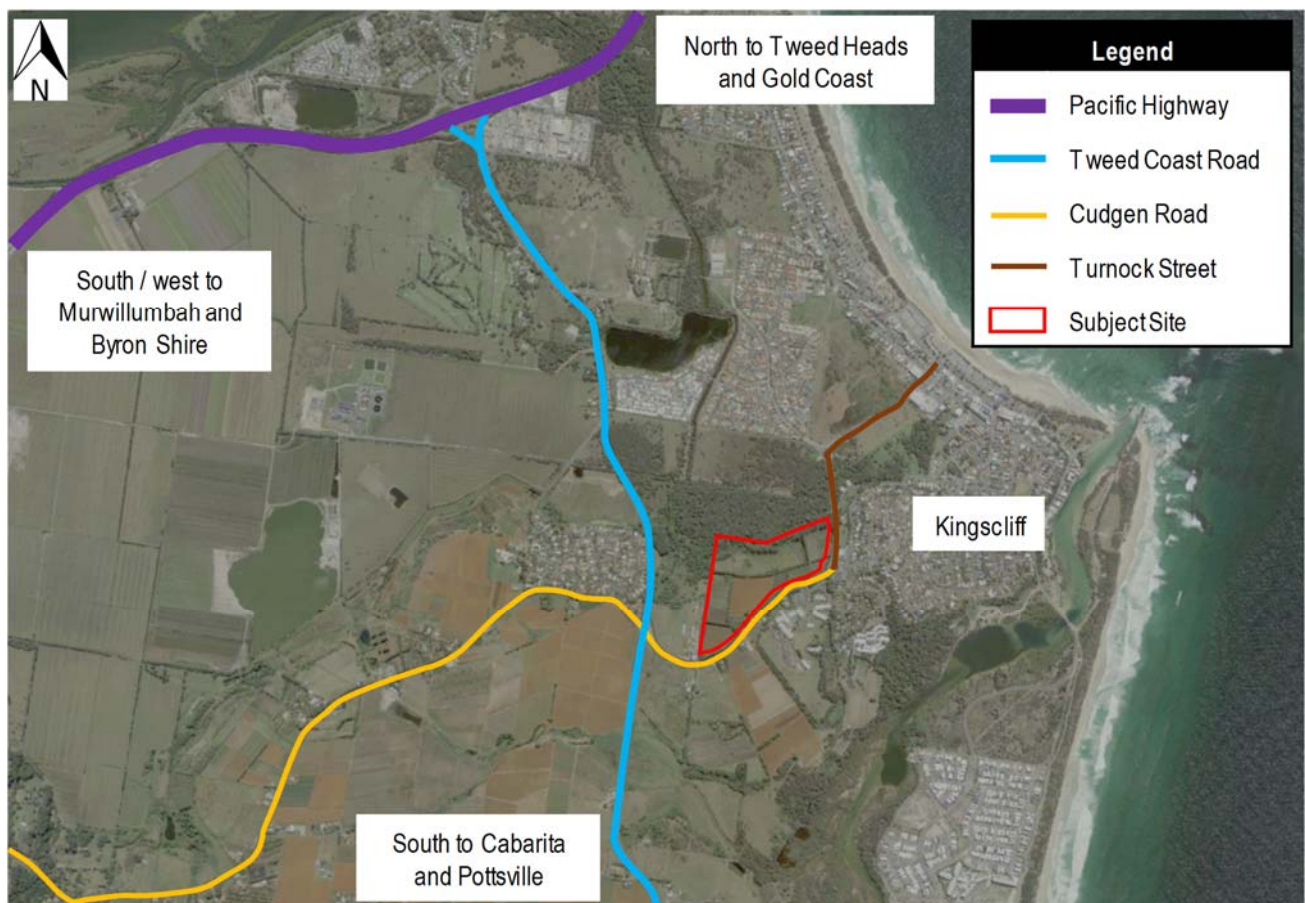 N
North to Tweed Heads
and Gold Coast
Legend
Pacific Highway
Tweed Coast Road
Cudgen Road
Turnock Street
Subject Site
South / west to
Murwillumbah and
Byron Shire
Kingscliff
South to Cabarita
and Pottsville